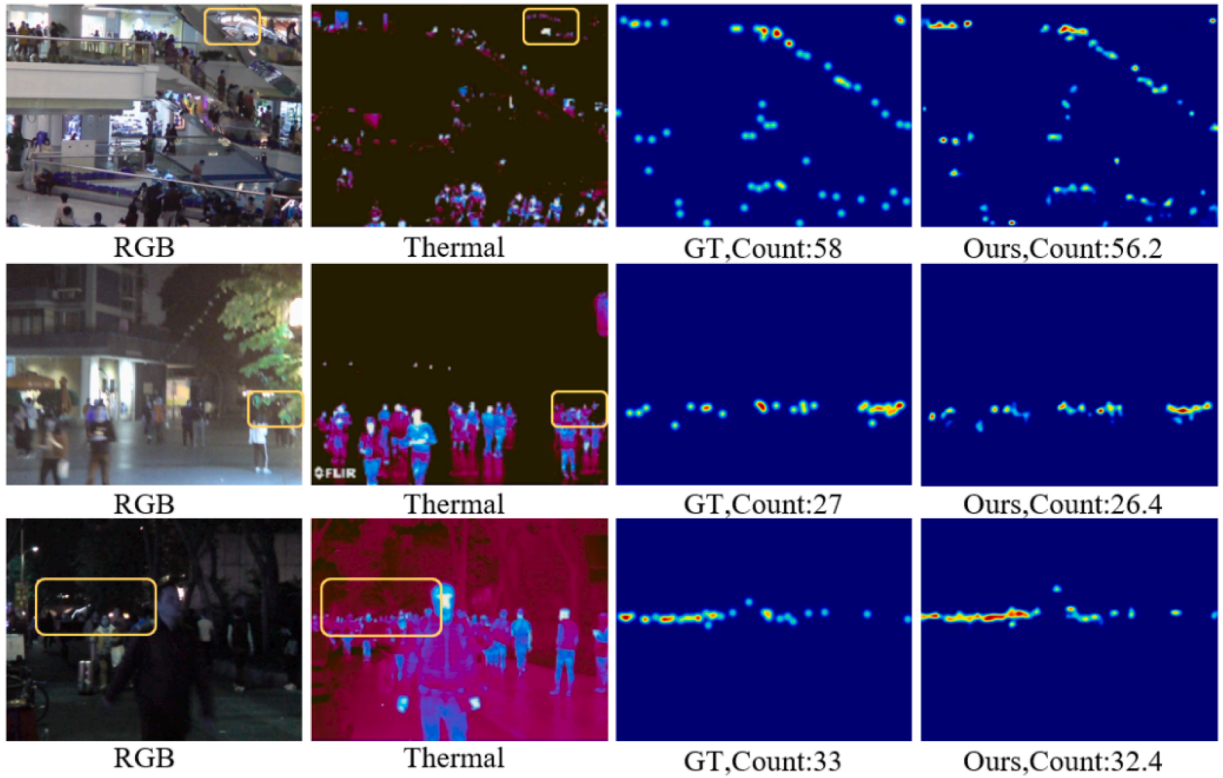 RGB Thermal GT,Count:58 Ours,Count:56.2
FLIR
RGB Thermal GT,Count:27 Ours,Count:26.4
RGB Thermal GT,Count:33 Ours,Count:32.4